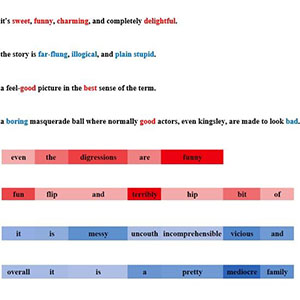 it's sweet, funny, charming, and completely delightful.
the story is far-flung, illogical, and plain stupid.
a feel-good picture in the best sense of the term.
a boring masquerade ball where normally good actors, even kingsley, are made to look bad.
even the digressions are funny
fun flip and terribly hip bit of
it is messy uncouth incomprehensible vicious and
overall it is a pretty mediocre family